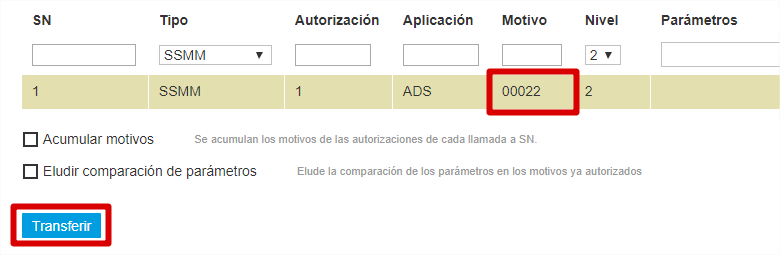 SN Tipo Autorización Aplicación Motivo Nivel Parámetros
SSMM 2
1 SSMM 1 ADS 00022 2
Acumular motivos Se acumulan los motivos de las autorizaciones de cada llamada a SN.
Eludir comparación de parámetros Elude la comparación de los parámetros en los motivos ya autorizados
Transferir